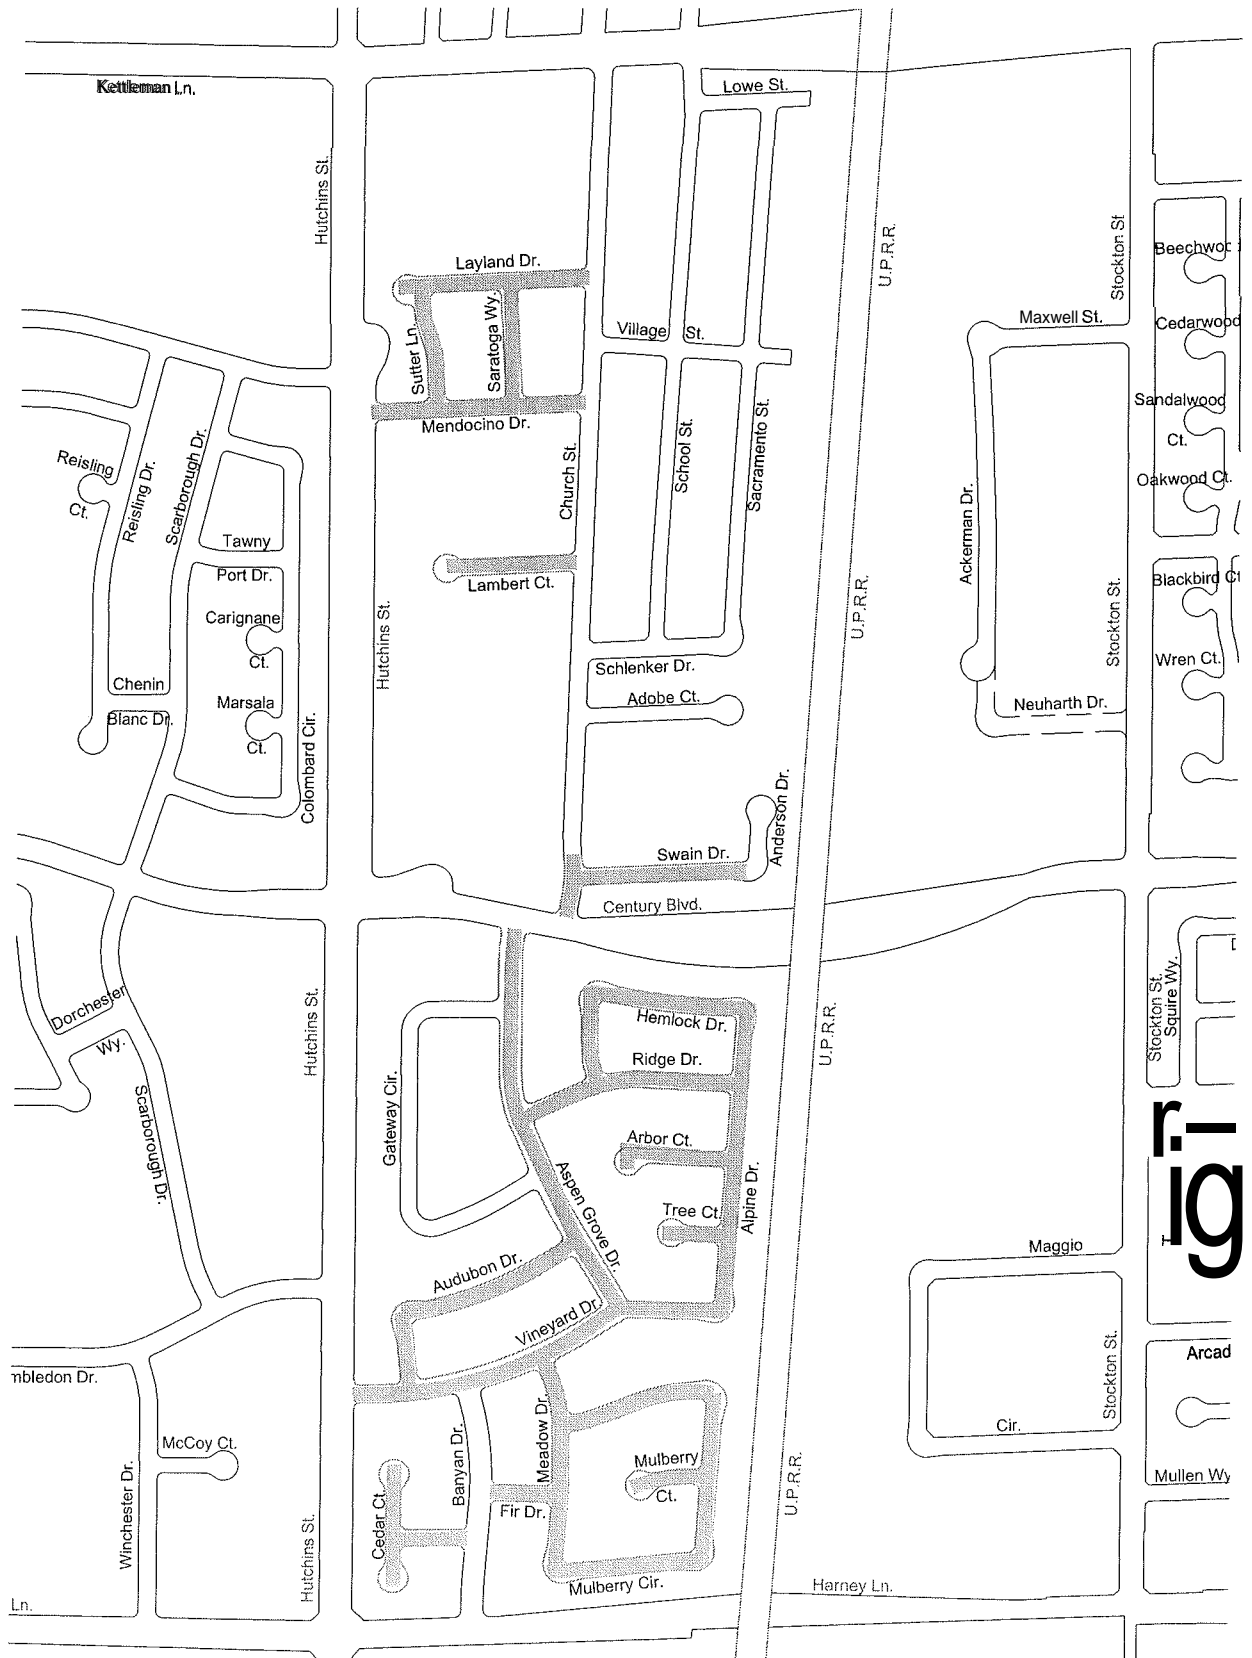 Lowe St.
Kettleman Ln.
Hutchins St.
U.P.R.R.
Stockton St
Beechwo
Layland Dr.
Saratoga Wy.
Sutter Ln.
Maxwell St.
Cedarwood
Village St.
Mendocino Dr.
Sandalwood
Ct.
Reisling
Ct.
Reisling Dr.
Scarborough Dr.
Church St.
School St.
Sacramento St.
Ackerman Dr.
Oakwood Ct.
Tawny
Port Dr.
Lambert Ct.
U.P.R.R.
Stockton St.
Blackbird Ct
Carignane
Ct.
Hutchins St.
Schlenker Dr.
Wren Ct.
Chenin
Blanc Dr.
Marsala
Ct.
Colombard Cir.
Adobe Ct.
Neuharth Dr.
Anderson Dr.
Swain Dr.
Century Blvd.
Dorchester
Wy.
Hutchins St.
Hemlock Dr.
Ridge Dr.
U.P.R.R.
Stockton St.
Squire Wy.
Scarborough Dr.
Gateway Cir.
Arbor Ct.
Aspen Grove Dr.
Tree Ct.
Alpine Dr.
r.–
ig
Maggio
Audubon Dr.
Vineyard Dr.
Stockton St.
Arcad
mbledon Dr.
McCoy Ct.
Winchester Dr.
Banyan Dr.
Meadow Dr.
Mulberry
Ct.
Cir.
Mullen Wy
U.P.R.R.
Cedar Ct.
Fir Dr.
Hutchins St.
Mulberry Cir.
Harney Ln.
Ln.